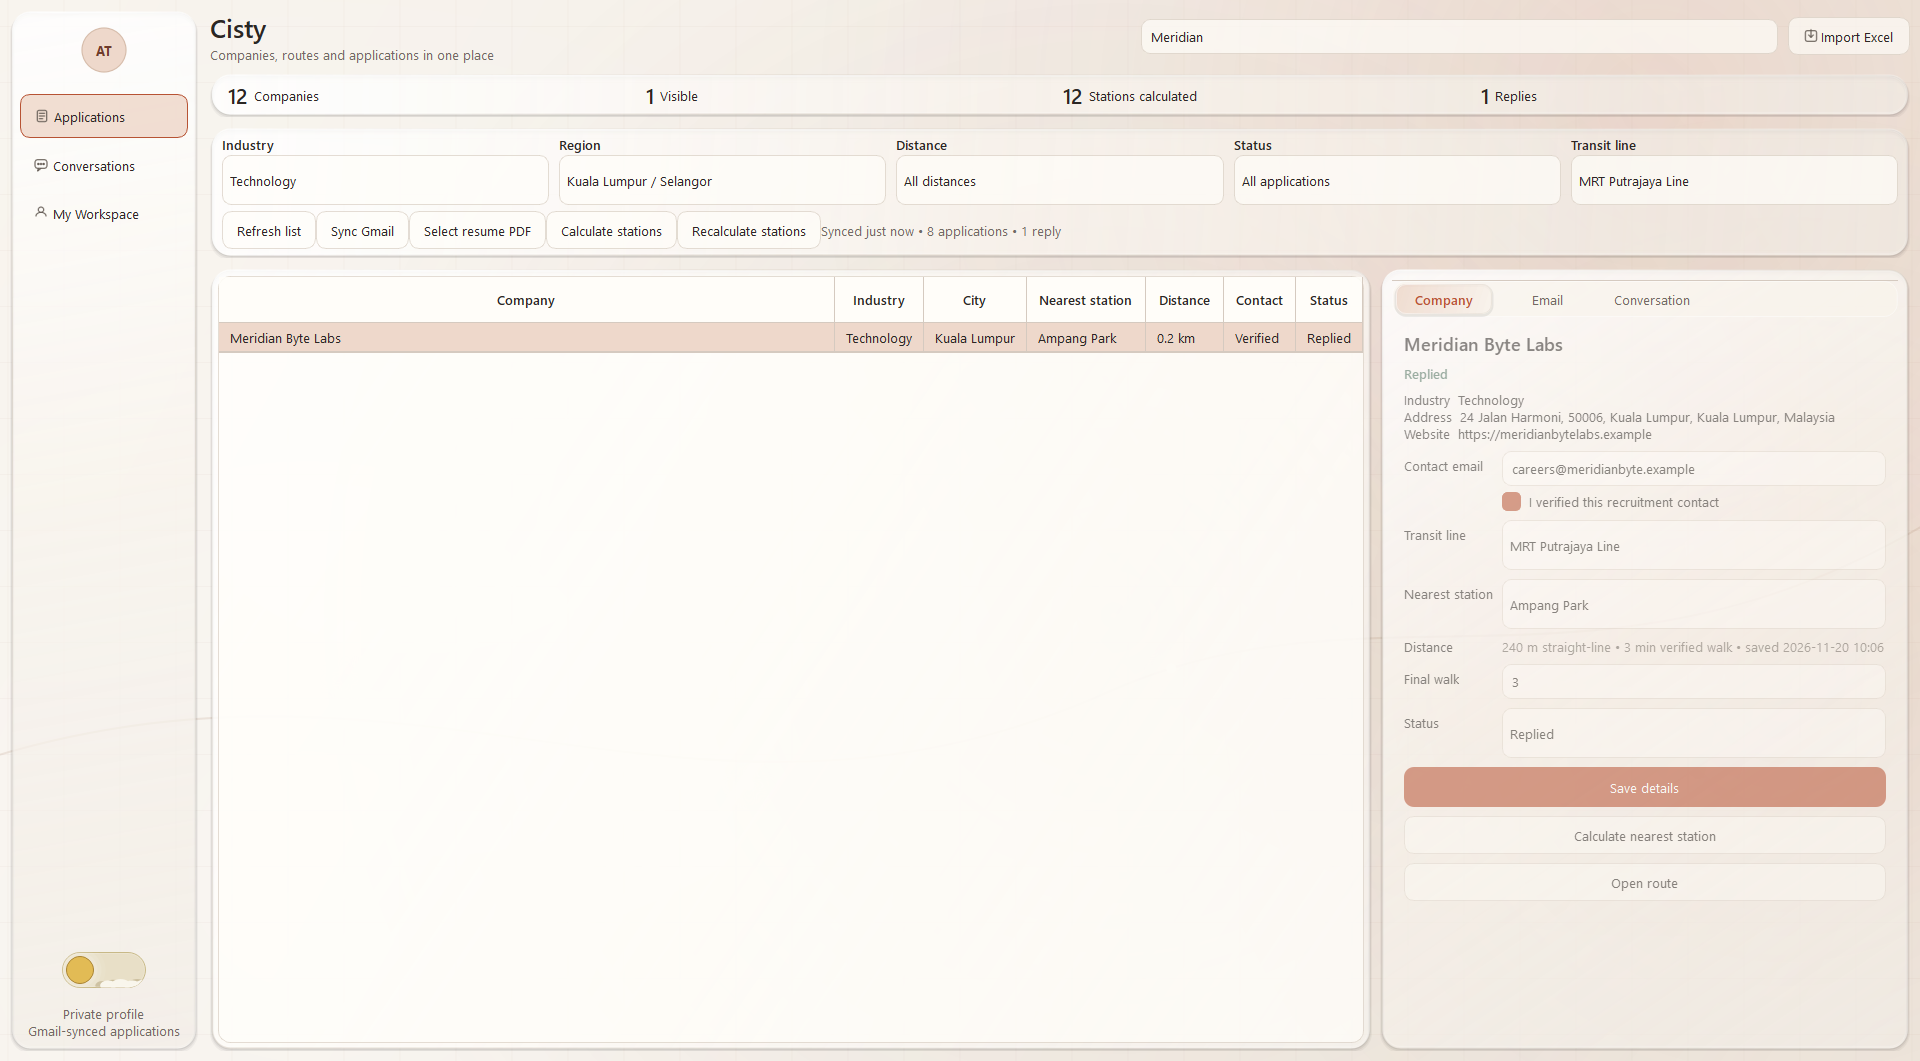 AT
Applications
Conversations
My Workspace
Private profile
Gmail-synced applications
Cisty
Companies, routes and applications in one place
Meridian
Import Excel
12 Companies
1 Visible
12 Stations calculated
1 Replies
Industry
Region
Distance
Status
Transit line
Technology
Kuala Lumpur / Selangor
All distances
All applications
MRT Putrajaya Line
Refresh list
Sync Gmail
Select resume PDF
Calculate stations
Recalculate stations
Synced just now • 8 applications • 1 reply
Company Industry City Nearest station Distance Contact Status
Meridian Byte Labs Technology Kuala Lumpur Ampang Park 0.2 km Verified Replied
Company
Email
Conversation
Meridian Byte Labs
Replied
Industry Technology
Address 24 Jalan Harmoni, 50006, Kuala Lumpur, Kuala Lumpur, Malaysia
Website https://meridianbytelabs.example
Contact email careers@meridianbyte.example
I verified this recruitment contact
Transit line MRT Putrajaya Line
Nearest station Ampang Park
Distance 240 m straight-line • 3 min verified walk • saved 2026-11-20 10:06
Final walk 3
Status Replied
Save details
Calculate nearest station
Open route